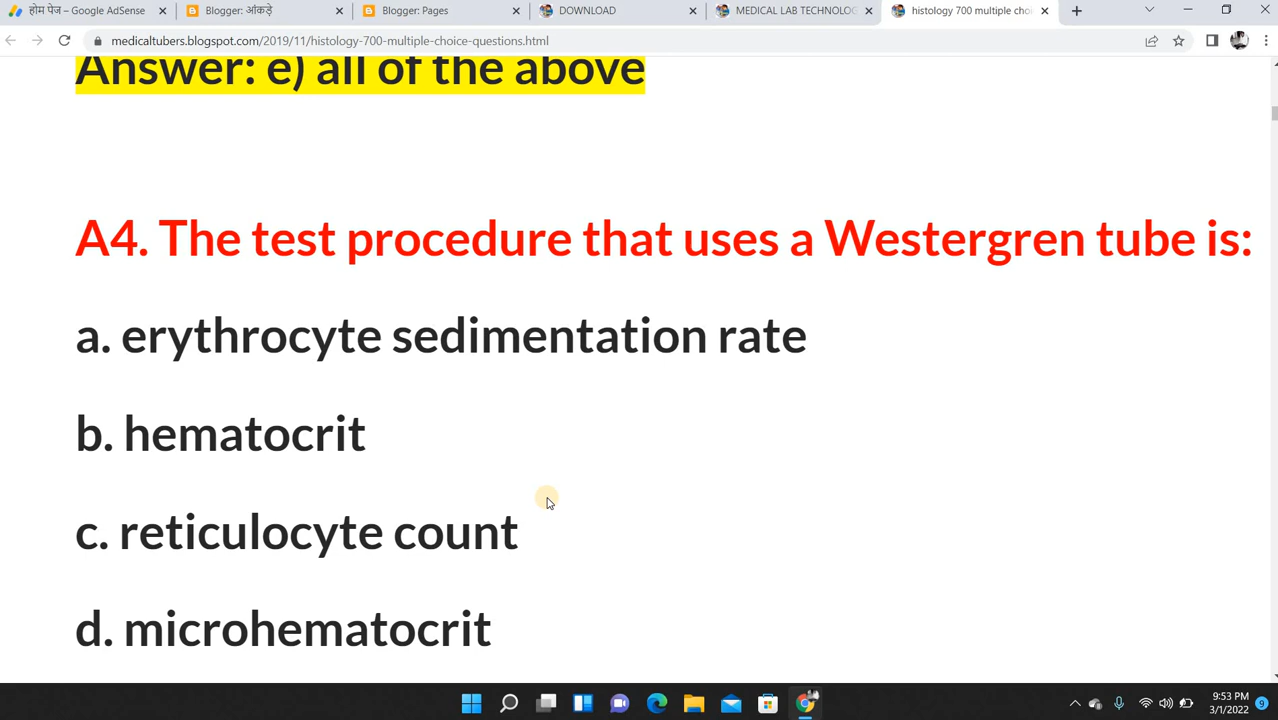 होम पेज – Google AdSense
Blogger: आंकड़े
Blogger: Pages
DOWNLOAD
MEDICAL LAB TECHNOLOG
histology 700 multiple choi
medicaltubers.blogspot.com/2019/11/histology-700-multiple-choice-questions.html
Answer: e) all of the above
A4. The test procedure that uses a Westergren tube is:
a. erythrocyte sedimentation rate
b. hematocrit
c. reticulocyte count
d. microhematocrit
9:53 PM
3/1/2022
9